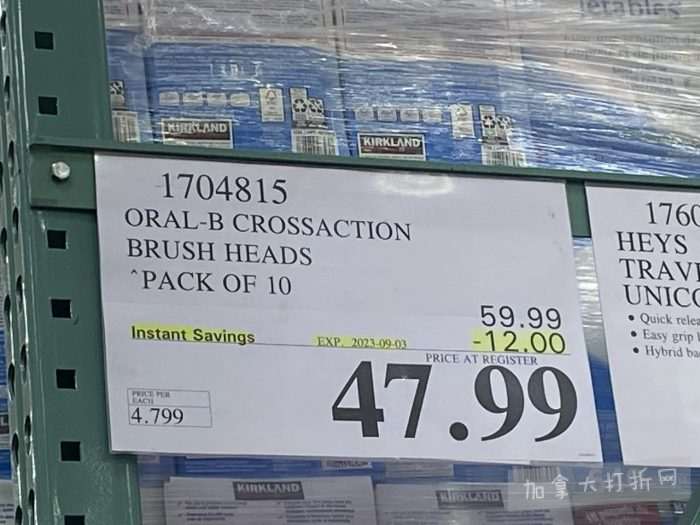 etables
KIRKLAND
KIRKLAND
1704815
ORAL-B CROSSACTION
BRUSH HEADS
^PACK OF 10
59.99
Instant Savings EXP. 2023-09-03 -12.00
PRICE AT REGISTER
PRICE PER
EACH
4.799
47.99
1760
HEYS
TRAV
UNICO
• Quick relea
• Easy grip
• Hybrid ba
KIRKLAND
KIRKLAND
加拿大打折网